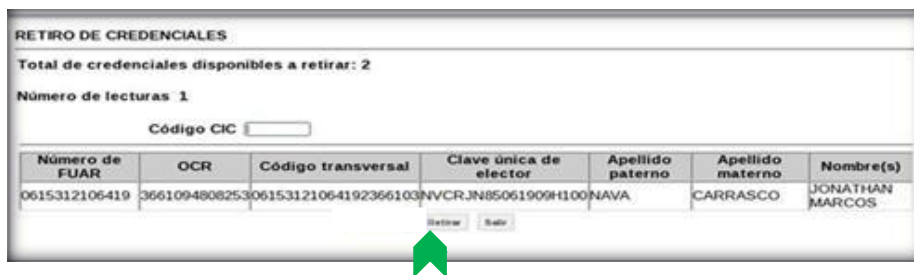 RETIRO DE CREDENCIALES
Total de credenciales disponibles a retirar: 2
Número de lecturas 1
Código CIC
Número de FUAR OCR Código transversal Clave única de elector Apellido paterno Apellido materno Nombre(s)
0615312106419 3661094808253 06153121064192366103 NVCRJN85061909H100 NAVA CARRASCO JONATHAN MARCOS
Retirar Salir